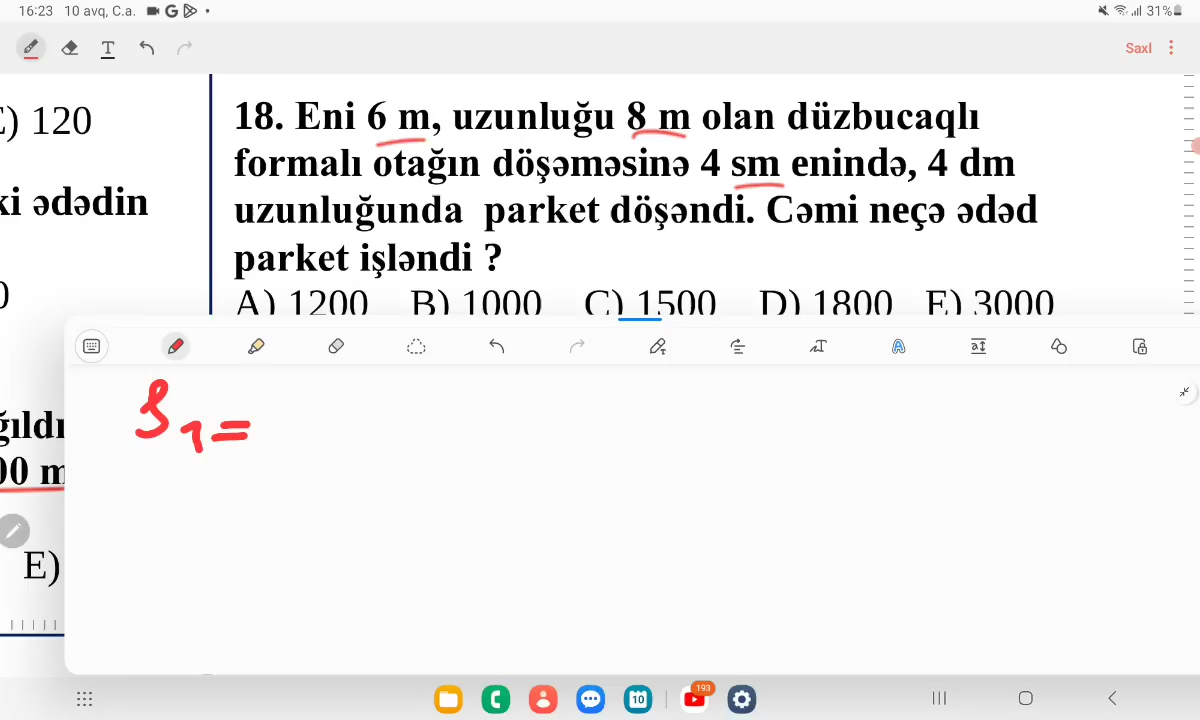 16:23 10 avq, C.a. 31%
T
Saxl
E) 120
18. Eni 6 m, uzunluğu 8 m olan düzbucaqlı
formalı otağın döşəməsinə 4 sm enində, 4 dm
ki ədədin
uzunluğunda parket döşəndi. Cəmi neçə ədəd
parket işləndi ?
0
A) 1200 B) 1000 C) 1500 D) 1800 E) 3000
S1=
ğıldı
00 m
E)
10
193